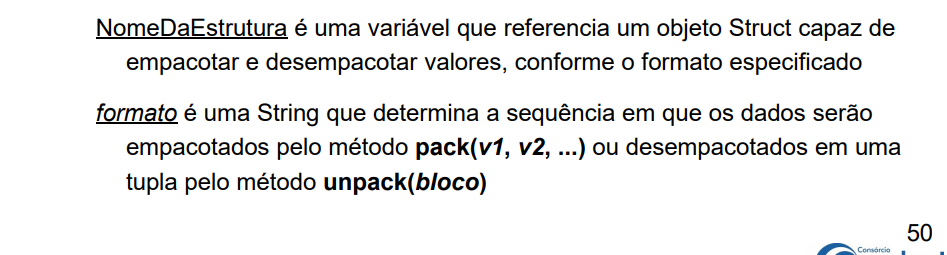 NomeDaEstrutura é uma variável que referencia um objeto Struct capaz de
empacotar e desempacotar valores, conforme o formato especificado
formato é uma String que determina a sequência em que os dados serão
empacotados pelo método pack(v1, v2, ...) ou desempacotados em uma
tupla pelo método unpack(bloco)
50
Consórcio